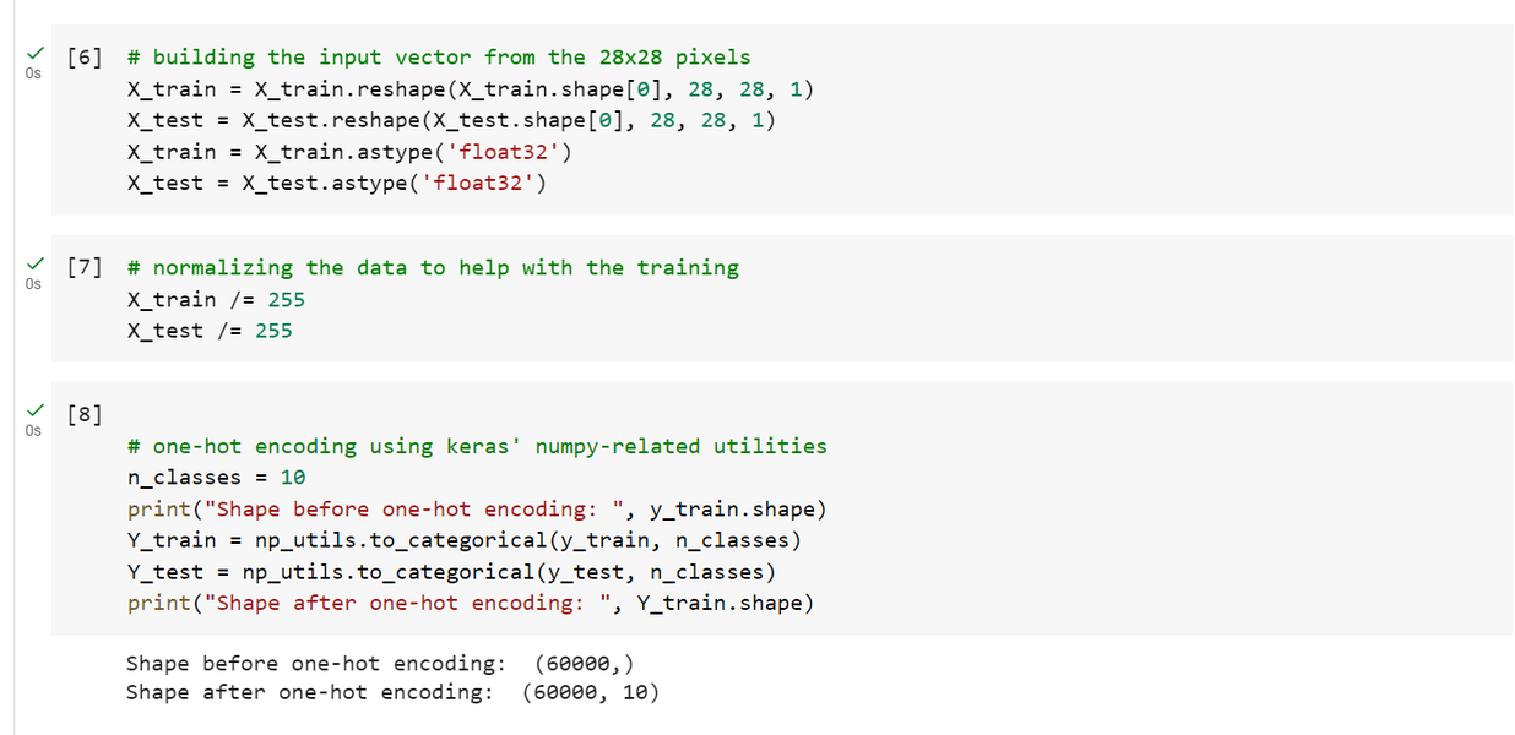 [6] # building the input vector from the 28x28 pixels
X_train = X_train.reshape(X_train.shape[0], 28, 28, 1)
X_test = X_test.reshape(X_test.shape[0], 28, 28, 1)
X_train = X_train.astype('float32')
0s
X_test = X_test.astype('float32')
[7] # normalizing the data to help with the training
0s
X_train /= 255
X_test /= 255
[8]
0s
# one-hot encoding using keras' numpy-related utilities
n_classes = 10
print("Shape before one-hot encoding: ", y_train.shape)
Y_train = np_utils.to_categorical(y_train, n_classes)
Y_test = np_utils.to_categorical(y_test, n_classes)
print("Shape after one-hot encoding: ", Y_train.shape)
Shape before one-hot encoding:  (60000,)
Shape after one-hot encoding:  (60000, 10)